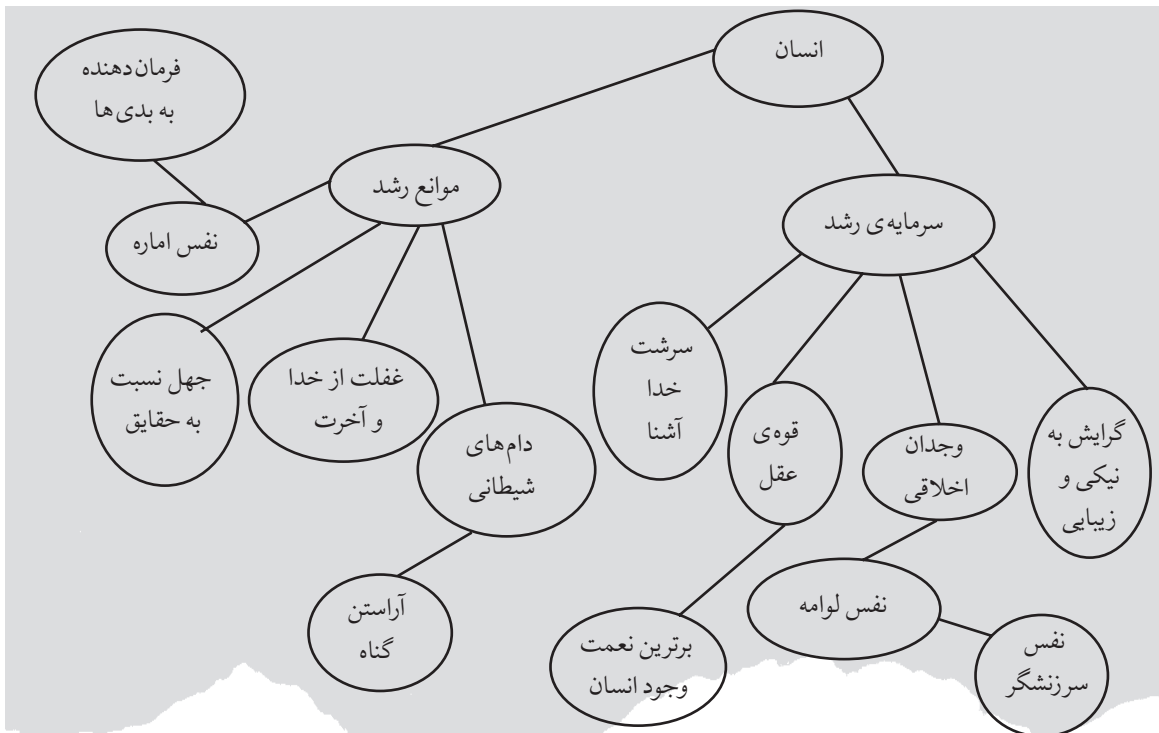 انسان
سرمایه‌ی رشد
گرایش به
نیکی و
زیبایی
وجدان
اخلاقی
نفس لوامه
نفس
سرزنشگر
قوه‌ی
عقل
برترین نعمت
وجود انسان
سرشت
خدا
آشنا
موانع رشد
دام‌های
شیطانی
آراستن
گناه
غفلت از خدا
و آخرت
جهل نسبت
به حقایق
نفس اماره
فرمان‌دهنده
به بدی‌ها